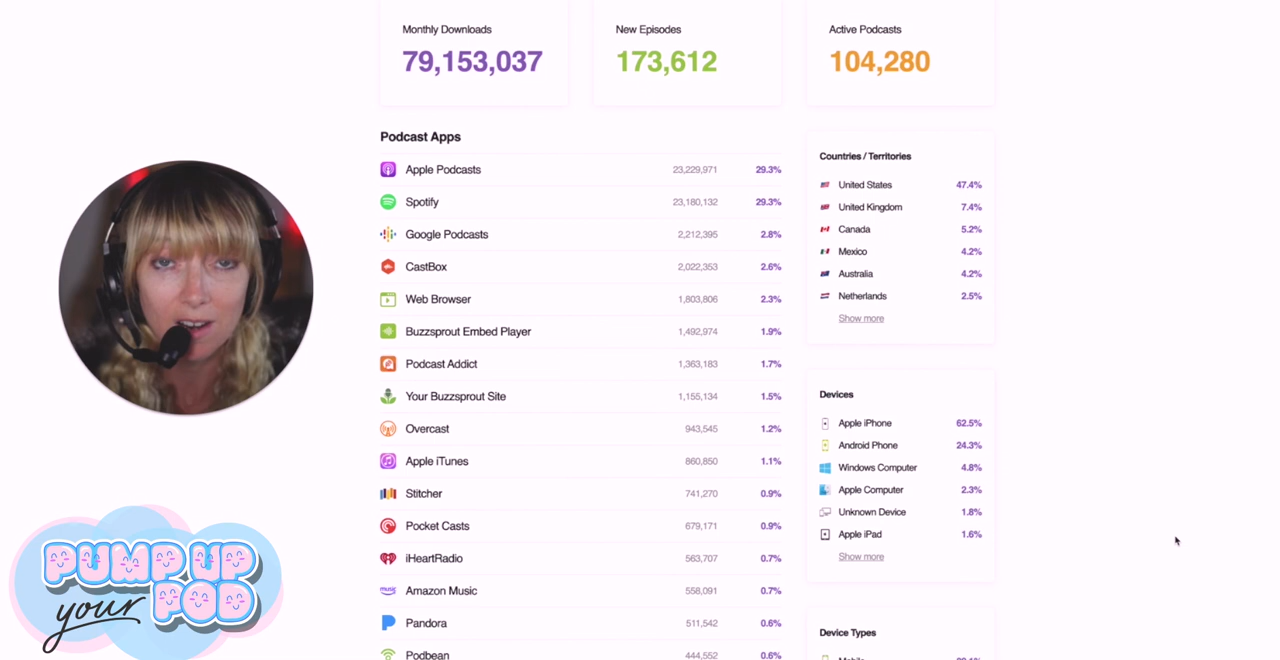 Monthly Downloads
79,153,037
New Episodes
173,612
Active Podcasts
104,280
Podcast Apps
Apple Podcasts 23,229,971 29.3%
Spotify 23,180,132 29.3%
Google Podcasts 2,212,395 2.8%
CastBox 2,022,353 2.6%
Web Browser 1,803,806 2.3%
Buzzsprout Embed Player 1,492,974 1.9%
Podcast Addict 1,363,183 1.7%
Your Buzzsprout Site 1,155,134 1.5%
Overcast 943,545 1.2%
Apple iTunes 860,850 1.1%
Stitcher 741,270 0.9%
Pocket Casts 679,171 0.9%
iHeartRadio 563,707 0.7%
music Amazon Music 558,091 0.7%
Pandora 511,542 0.6%
Podbean 444,552 0.6%
Countries / Territories
United States 47.4%
United Kingdom 7.4%
Canada 5.2%
Mexico 4.2%
Australia 4.2%
Netherlands 2.5%
Show more
Devices
Apple iPhone 62.5%
Android Phone 24.3%
Windows Computer 4.8%
Apple Computer 2.3%
Unknown Device 1.8%
Apple iPad 1.6%
Show more
Device Types
Mobile
PUMP UP
your POD